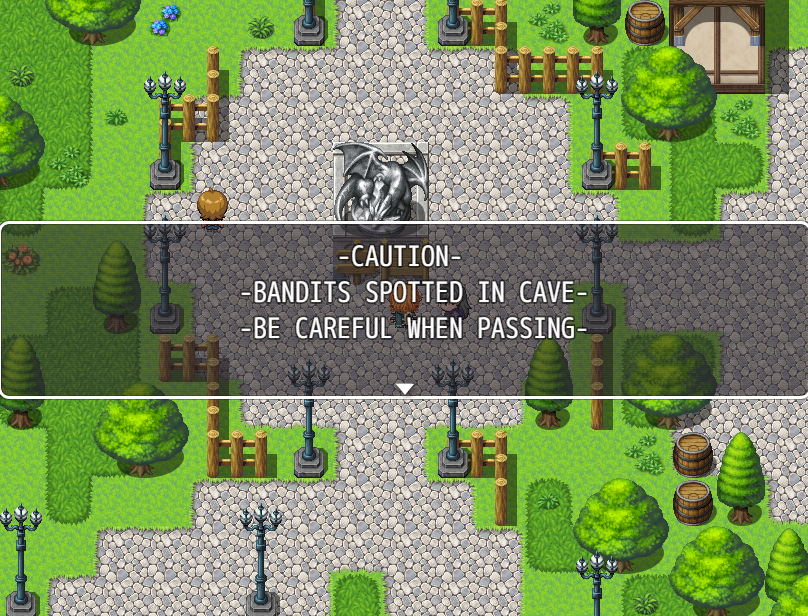 -CAUTION-
-BANDITS SPOTTED IN CAVE-
-BE CAREFUL WHEN PASSING-